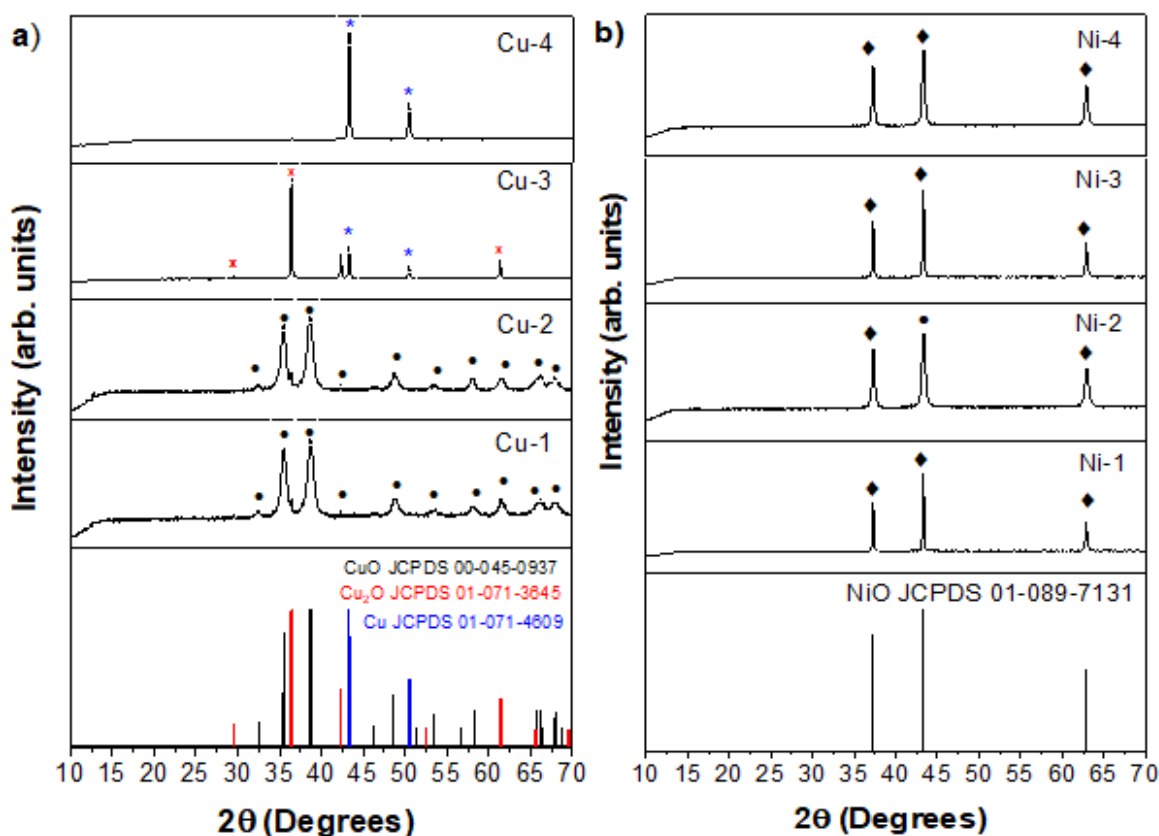 a)
Cu-4
Cu-3
Cu-2
Cu-1
CuO JCPDS 00-045-0937
Cu₂O JCPDS 01-071-3645
Cu JCPDS 01-071-4609
Intensity (arb. units)
10 15 20 25 30 35 40 45 50 55 60 65 70
2θ (Degrees)
b)
Ni-4
Ni-3
Ni-2
Ni-1
NiO JCPDS 01-089-7131
Intensity (arb. units)
10 15 20 25 30 35 40 45 50 55 60 65 70
2θ (Degrees)